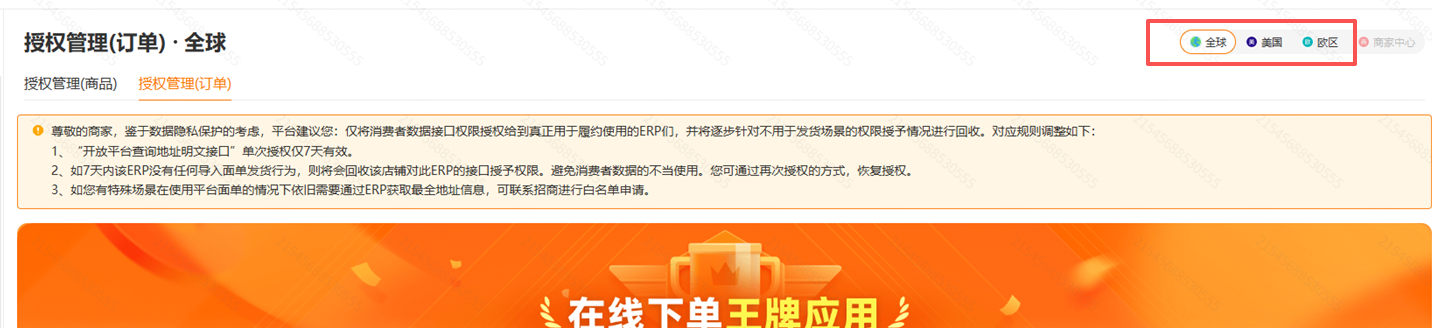 授权管理(订单) · 全球
全球 美国 欧区 商家中心
授权管理(商品) 授权管理(订单)
尊敬的商家，鉴于数据隐私保护的考虑，平台建议您：仅将消费者数据接口权限授权给到真正用于履约使用的ERP们，并将逐步针对不用于发货场景的权限授予情况进行回收。对应规则调整如下：
1、“开放平台查询地址明文接口”单次授权仅7天有效。
2、如7天内该ERP没有任何导入面单发货行为，则将会回收该店铺对此ERP的接口授予权限。避免消费者数据的不当使用。您可通过再次授权的方式，恢复授权。
3、如您有特殊场景在使用平台面单的情况下依旧需要通过ERP获取最全地址信息，可联系招商进行白名单申请。
在线下单王牌应用